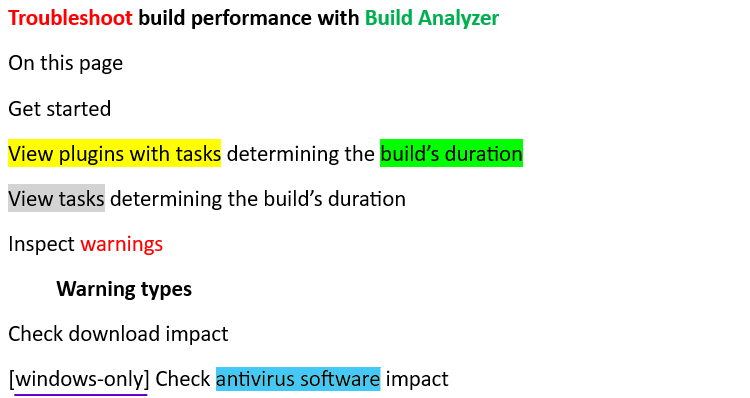 Troubleshoot build performance with Build Analyzer
On this page
Get started
View plugins with tasks determining the build’s duration
View tasks determining the build’s duration
Inspect warnings
Warning types
Check download impact
[windows-only] Check antivirus software impact